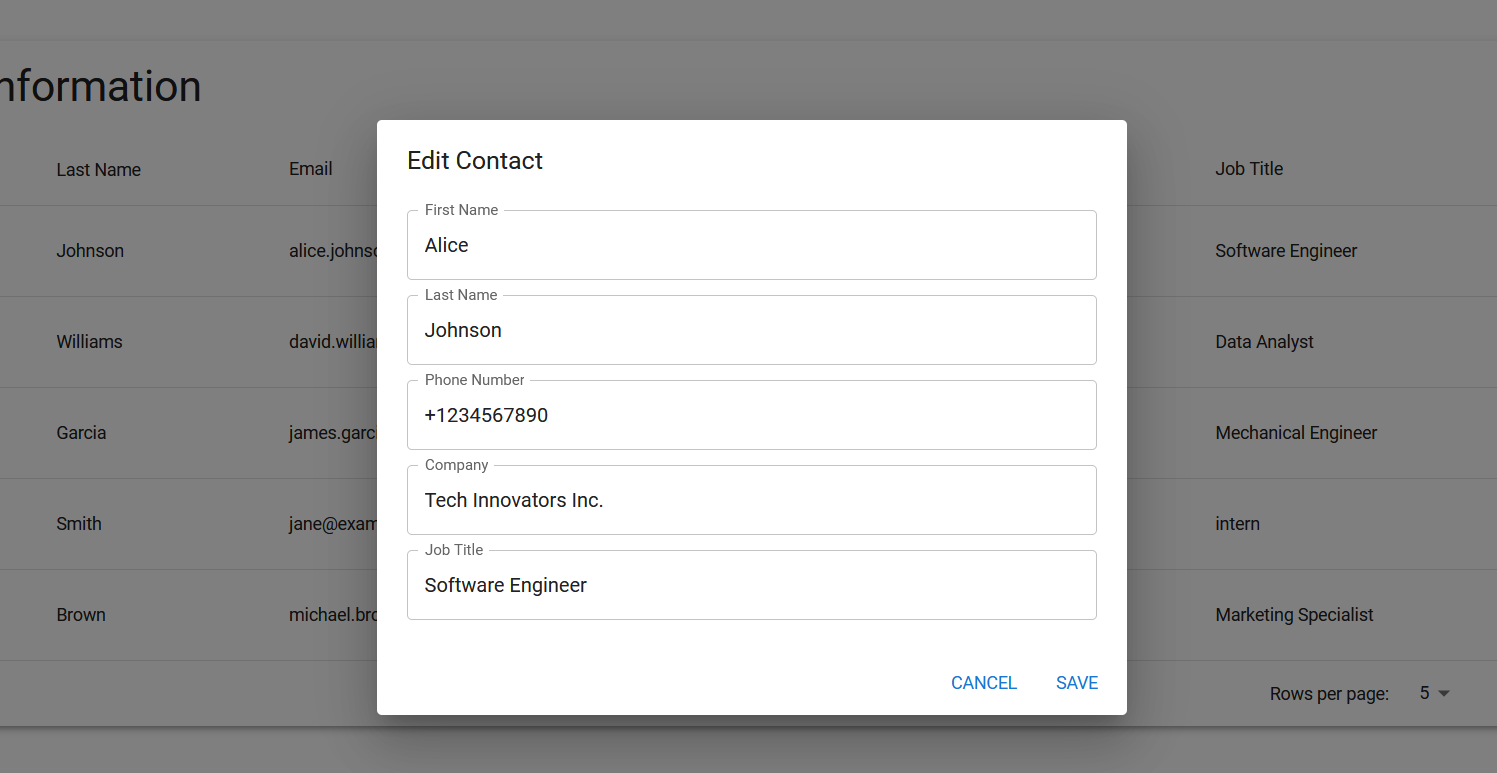 nformation
Last Name Email Job Title
Johnson alice.johnso Software Engineer
Williams david.willia Data Analyst
Garcia james.garc Mechanical Engineer
Smith jane@exam intern
Brown michael.bro Marketing Specialist
Rows per page: 5
Edit Contact
First Name
Alice
Last Name
Johnson
Phone Number
+1234567890
Company
Tech Innovators Inc.
Job Title
Software Engineer
CANCEL SAVE